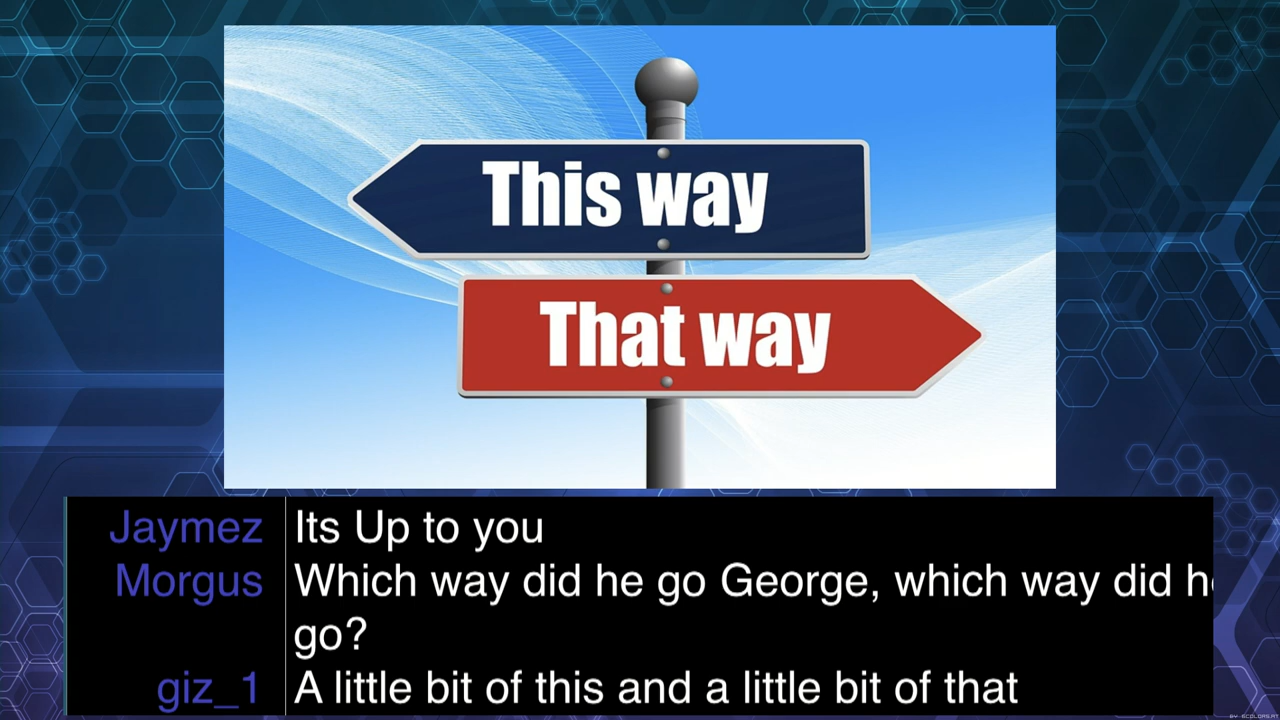 This way
That way
Jaymez Its Up to you
Morgus Which way did he go George, which way did he
go?
giz_1 A little bit of this and a little bit of that